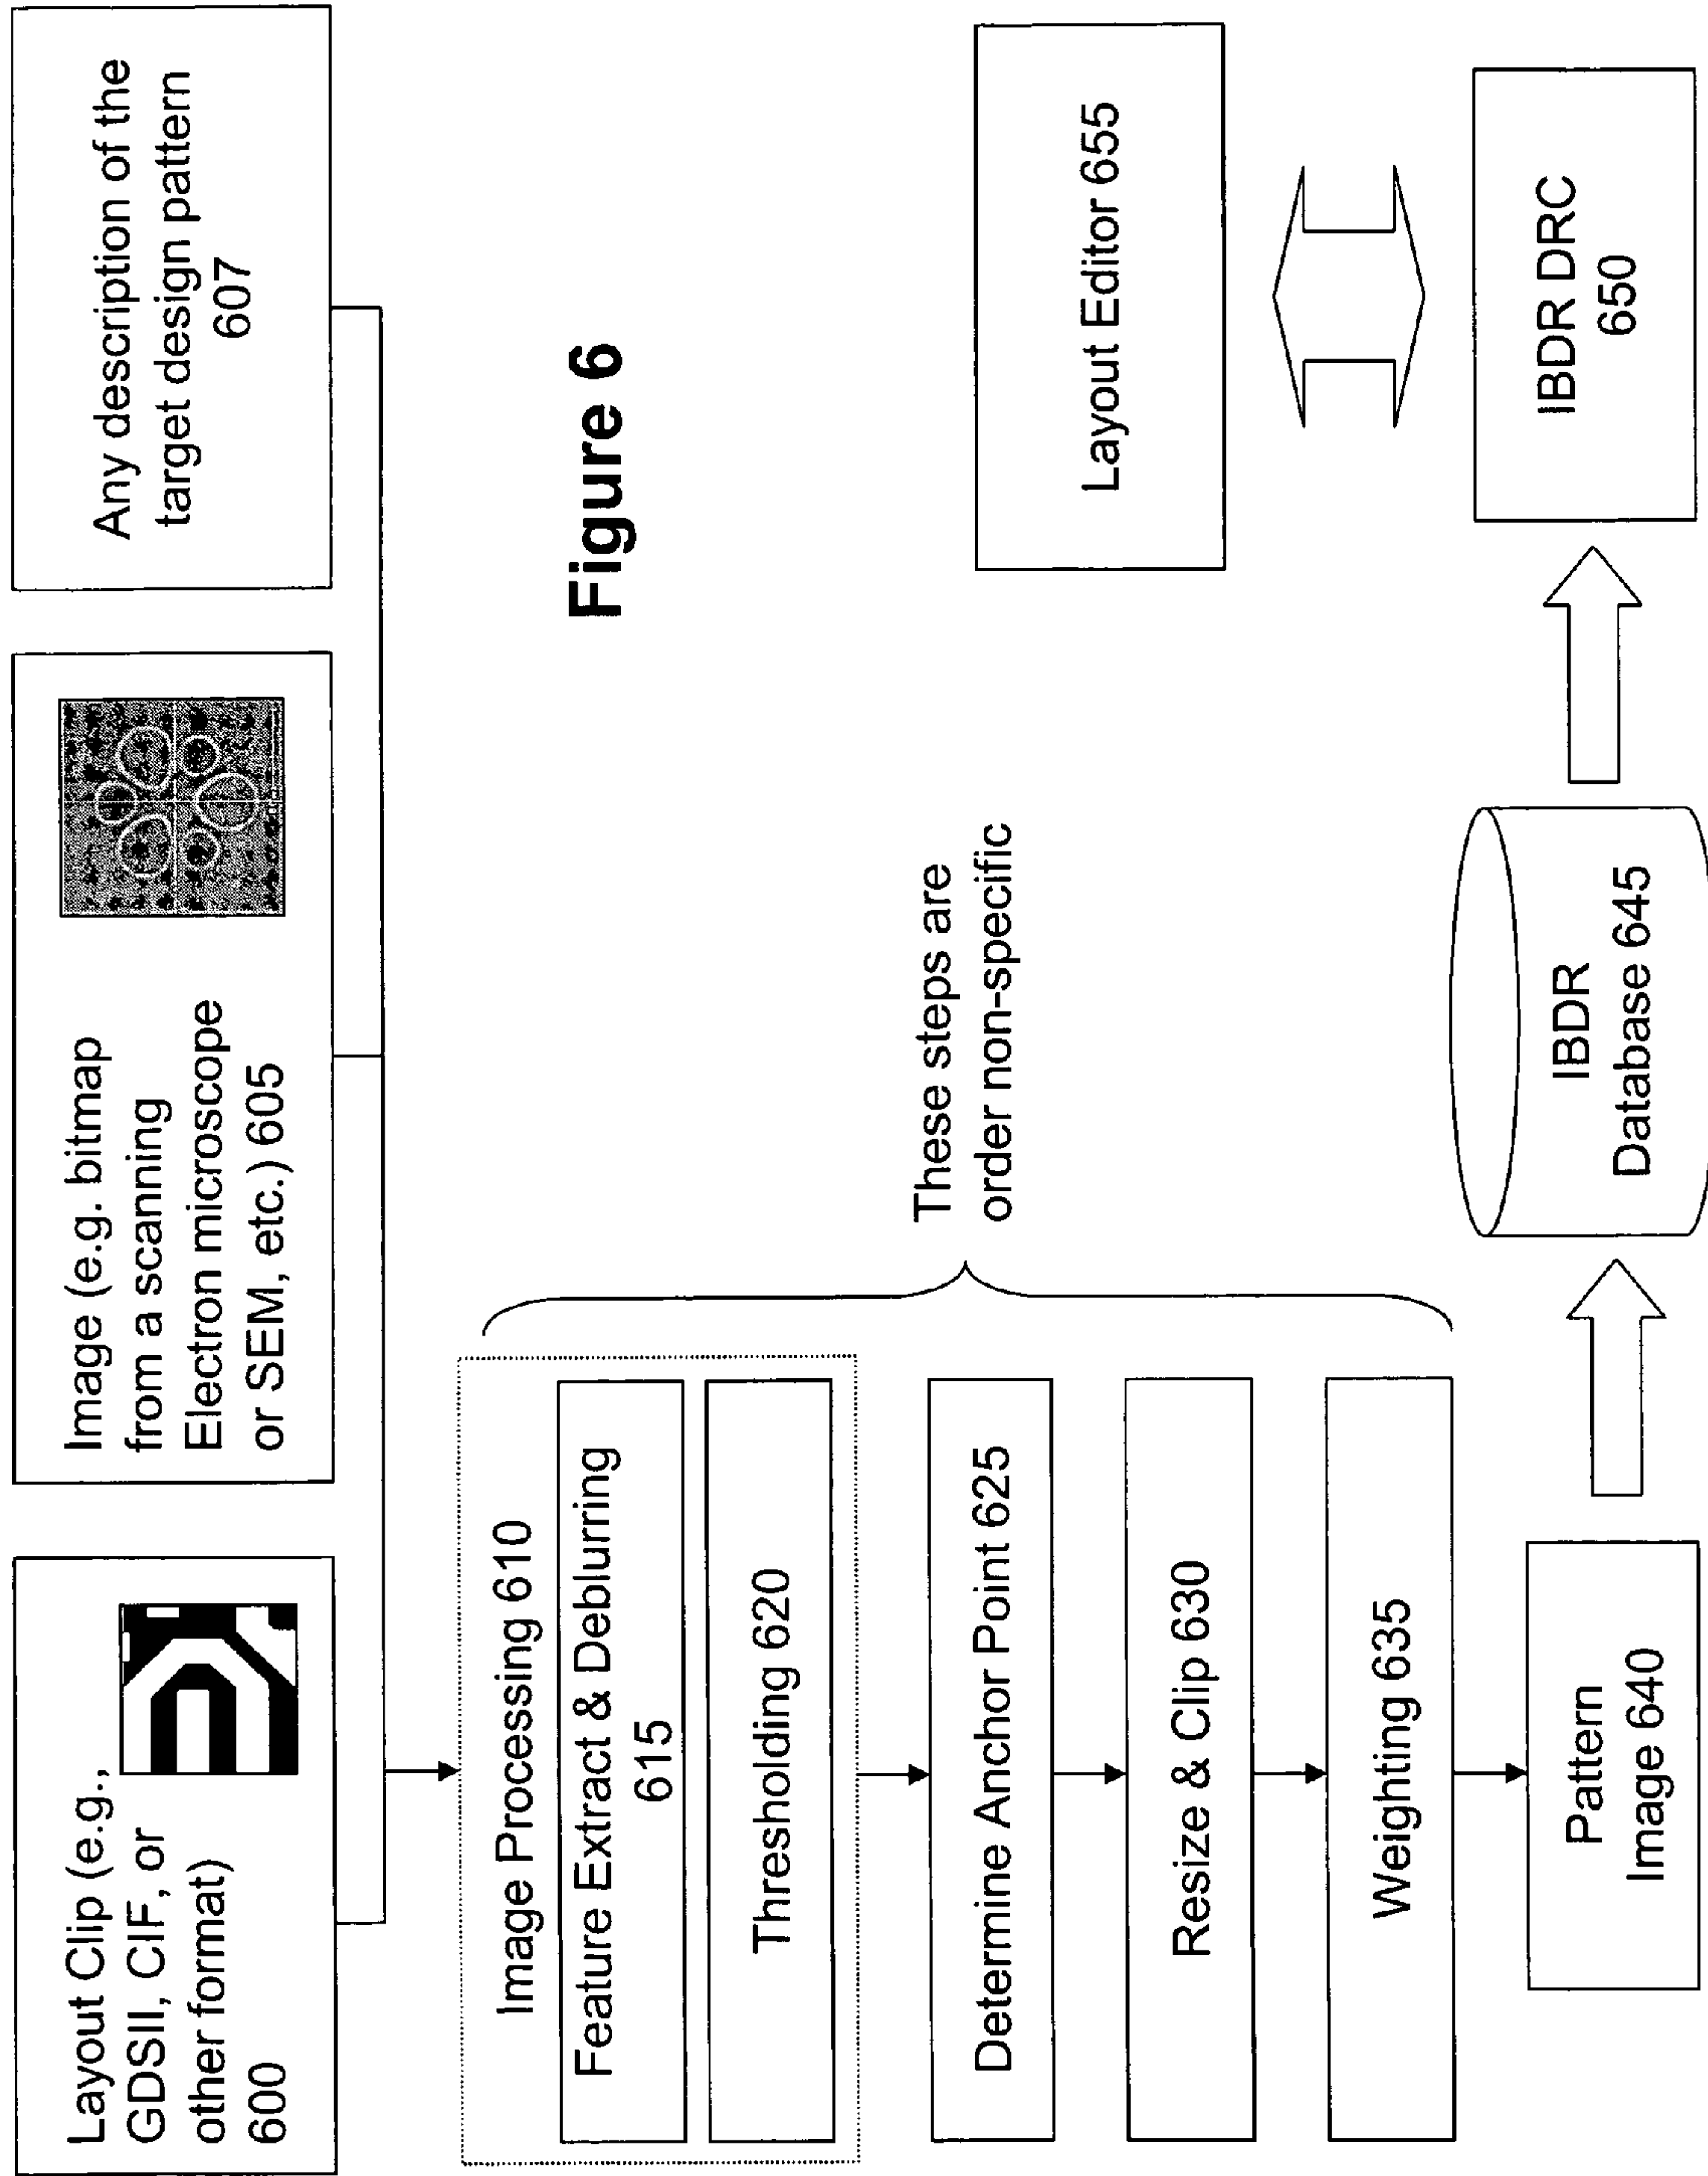 Layout Clip (e.g.,
GDSII, CIF, or
other format)
600
Image (e.g. bitmap
from a scanning
Electron microscope
or SEM, etc.) 605
Any description of the
target design pattern
607
Image Processing 610
Feature Extract & Deblurring
615
Thresholding 620
Determine Anchor Point 625
Resize & Clip 630
Weighting 635
These steps are
order non-specific
Figure 6
Pattern
Image 640
IBDR
Database 645
IBDR DRC
650
Layout Editor 655